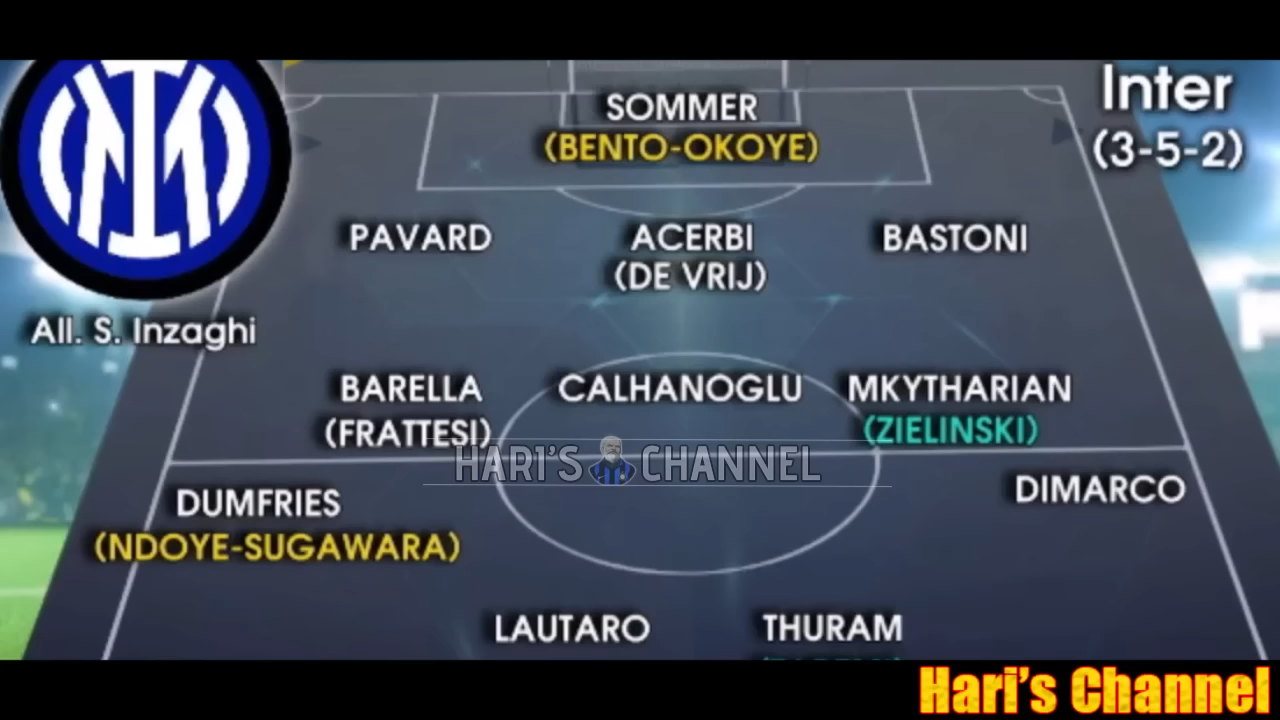 Inter
(3-5-2)
SOMMER
(BENTO-OKOYE)
PAVARD
ACERBI
BASTONI
(DE VRIJ)
All. S. Inzaghi
BARELLA
CALHANOGLU
MKYTHARIAN
(FRATTESI)
(ZIELINSKI)
HARI'S CHANNEL
DUMFRIES
DIMARCO
(NDOYE-SUGAWARA)
LAUTARO
THURAM
Hari's Channel